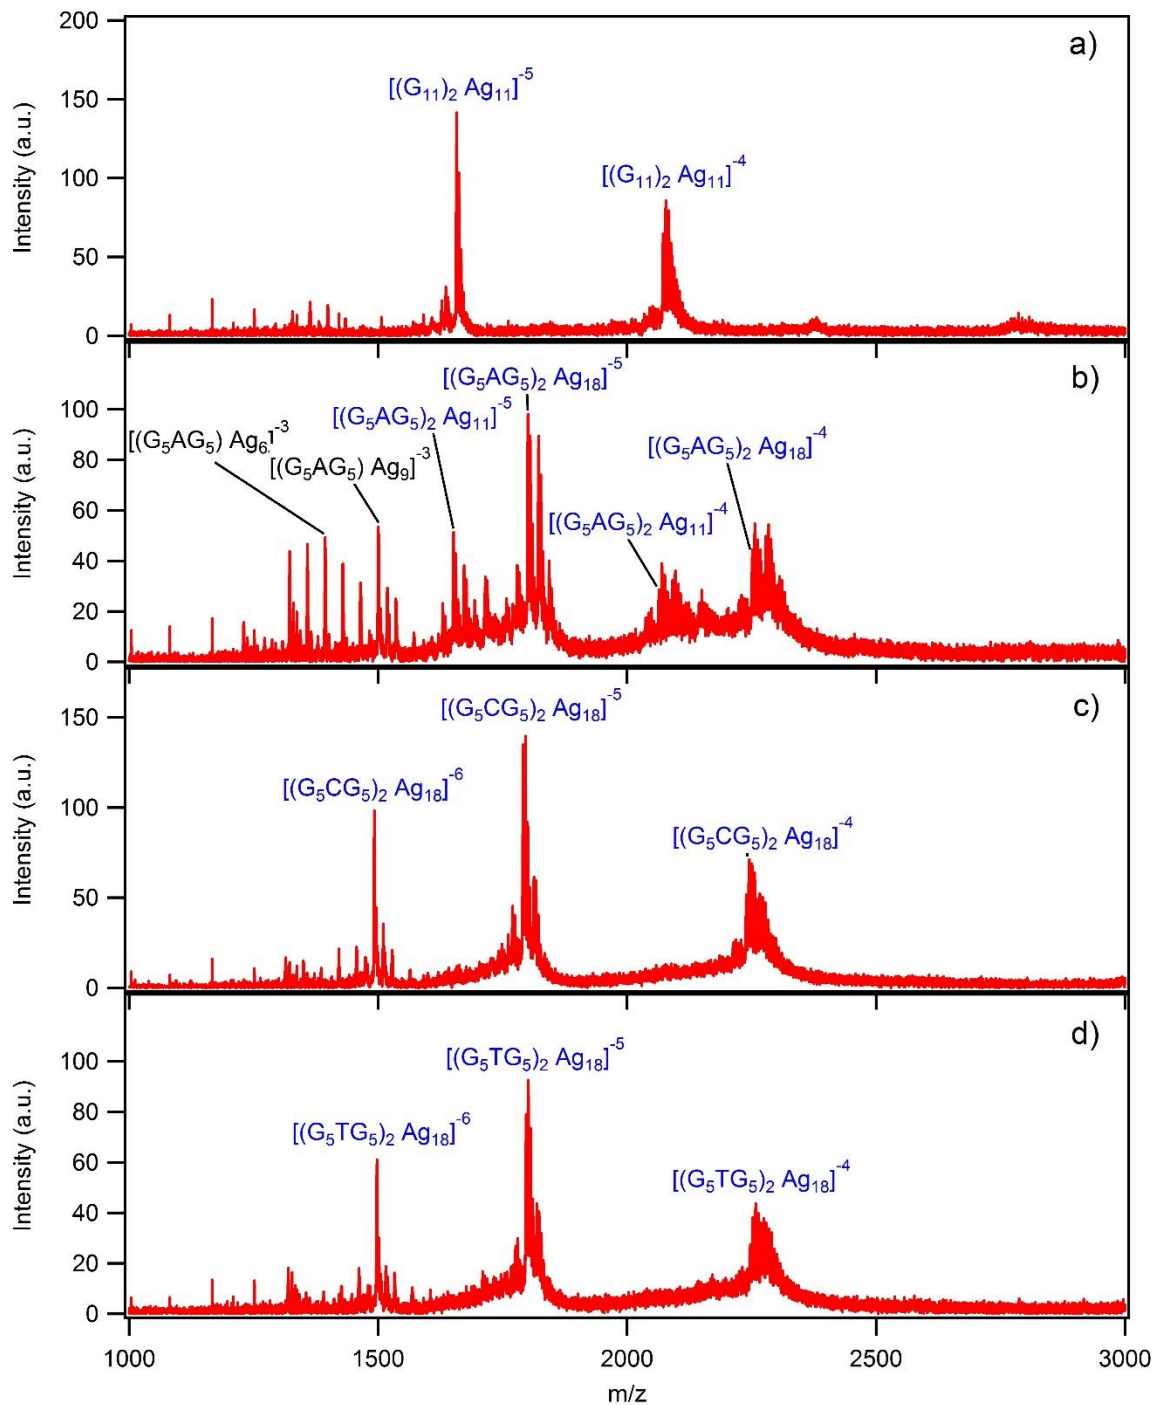 a)
[(G₁₁)₂ Ag₁₁]⁻⁵
[(G₁₁)₂ Ag₁₁]⁻⁴
Intensity (a.u.)
200
150
100
50
0
b)
[(G₅AG₅)₂ Ag₁₈]⁻⁵
[(G₅AG₅)₂ Ag₁₁]⁻⁵
[(G₅AG₅) Ag₆]⁻³
[(G₅AG₅) Ag₉]⁻³
[(G₅AG₅)₂ Ag₁₈]⁻⁴
[(G₅AG₅)₂ Ag₁₁]⁻⁴
Intensity (a.u.)
100
80
60
40
20
0
c)
[(G₅CG₅)₂ Ag₁₈]⁻⁵
[(G₅CG₅)₂ Ag₁₈]⁻⁶
[(G₅CG₅)₂ Ag₁₈]⁻⁴
Intensity (a.u.)
150
100
50
0
d)
[(G₅TG₅)₂ Ag₁₈]⁻⁵
[(G₅TG₅)₂ Ag₁₈]⁻⁶
[(G₅TG₅)₂ Ag₁₈]⁻⁴
Intensity (a.u.)
100
80
60
40
20
0
1000 1500 2000 2500 3000
m/z